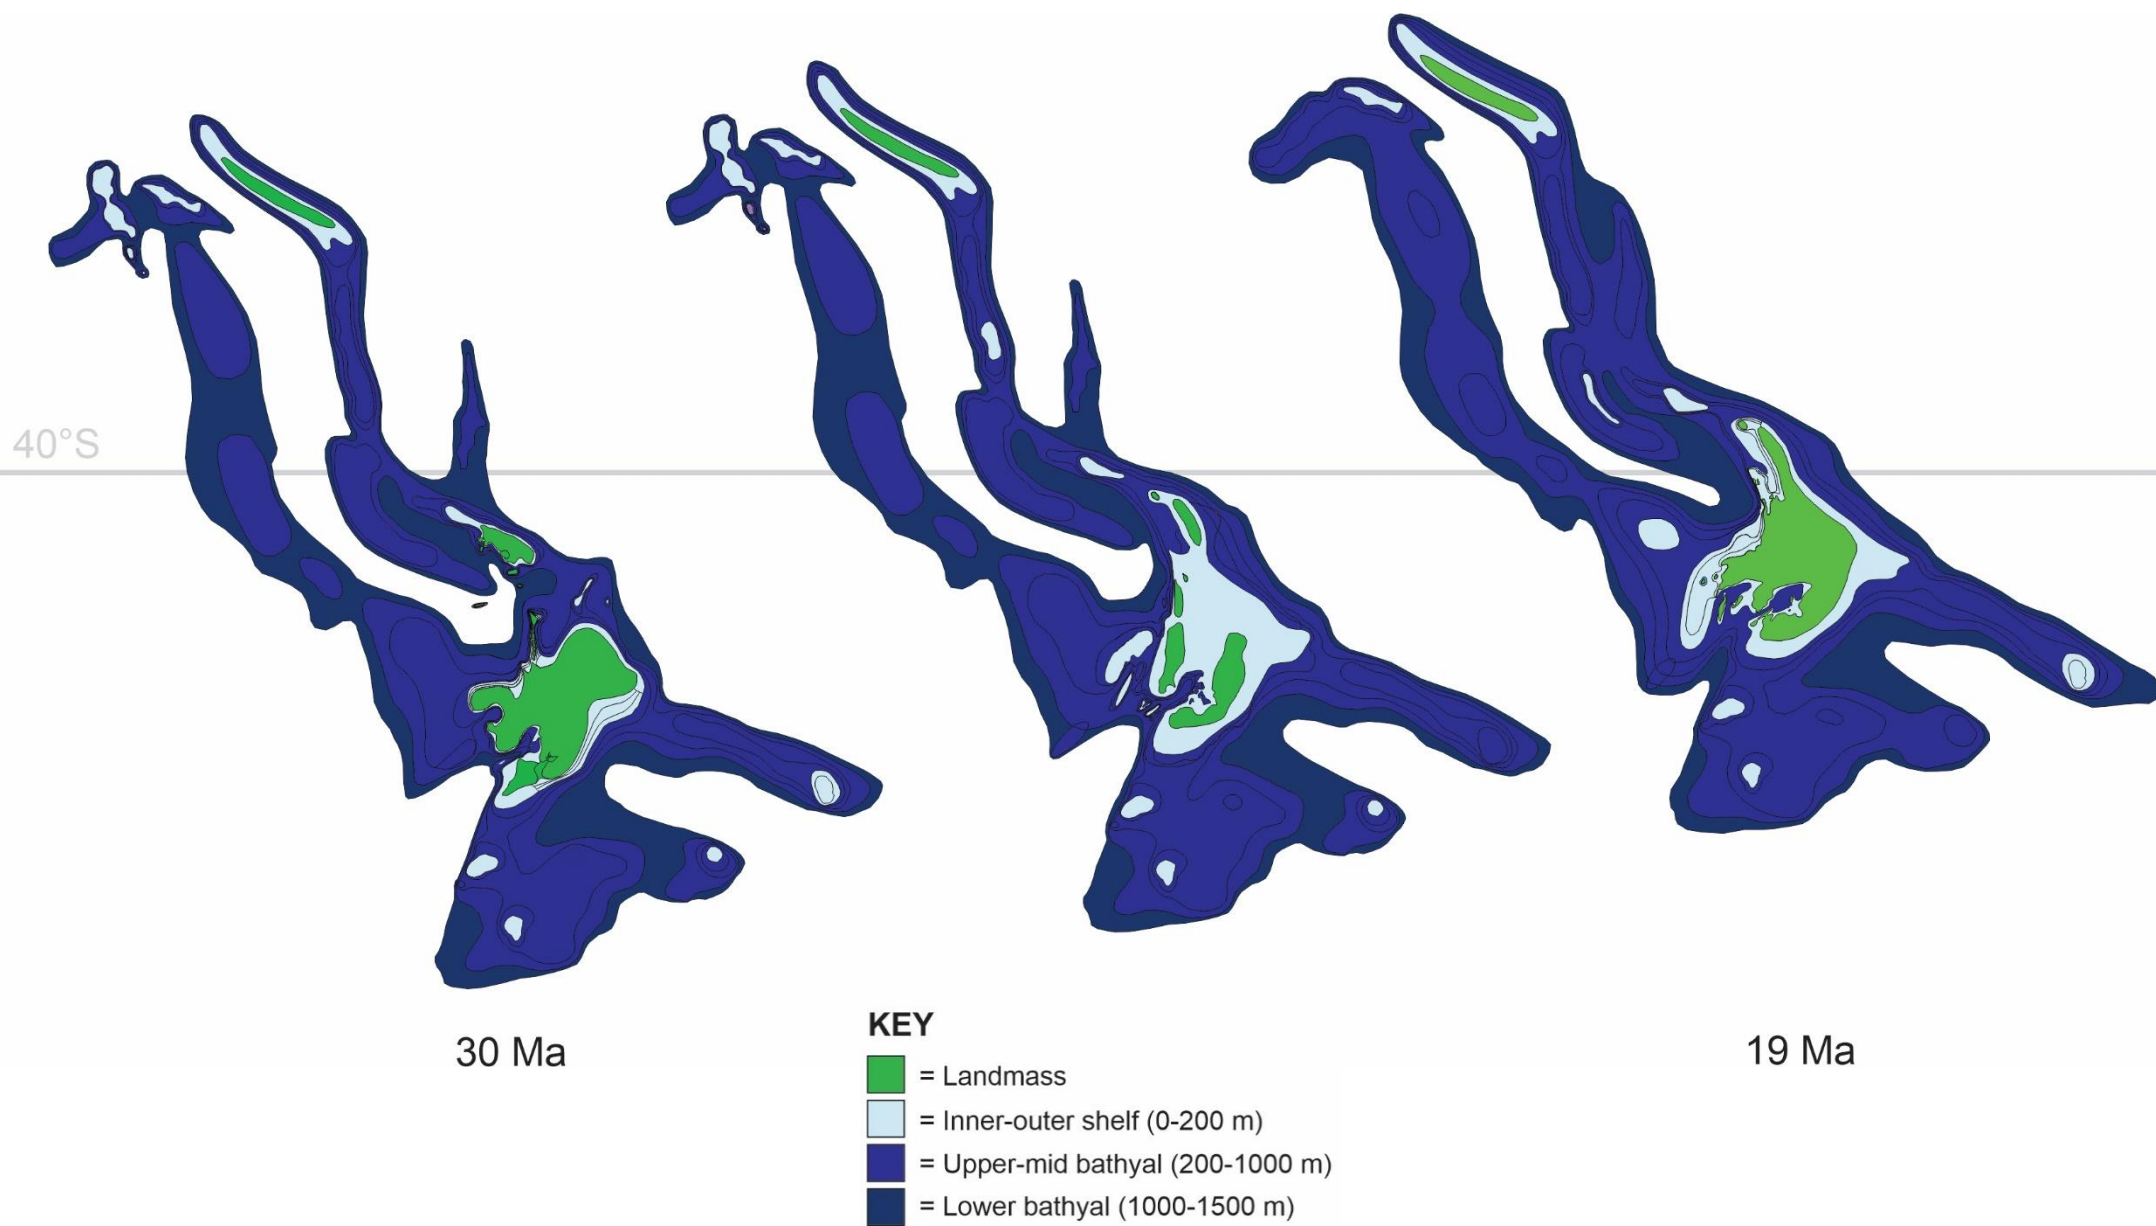 40°S
30 Ma
19 Ma
KEY
= Landmass
= Inner-outer shelf (0-200 m)
= Upper-mid bathyal (200-1000 m)
= Lower bathyal (1000-1500 m)